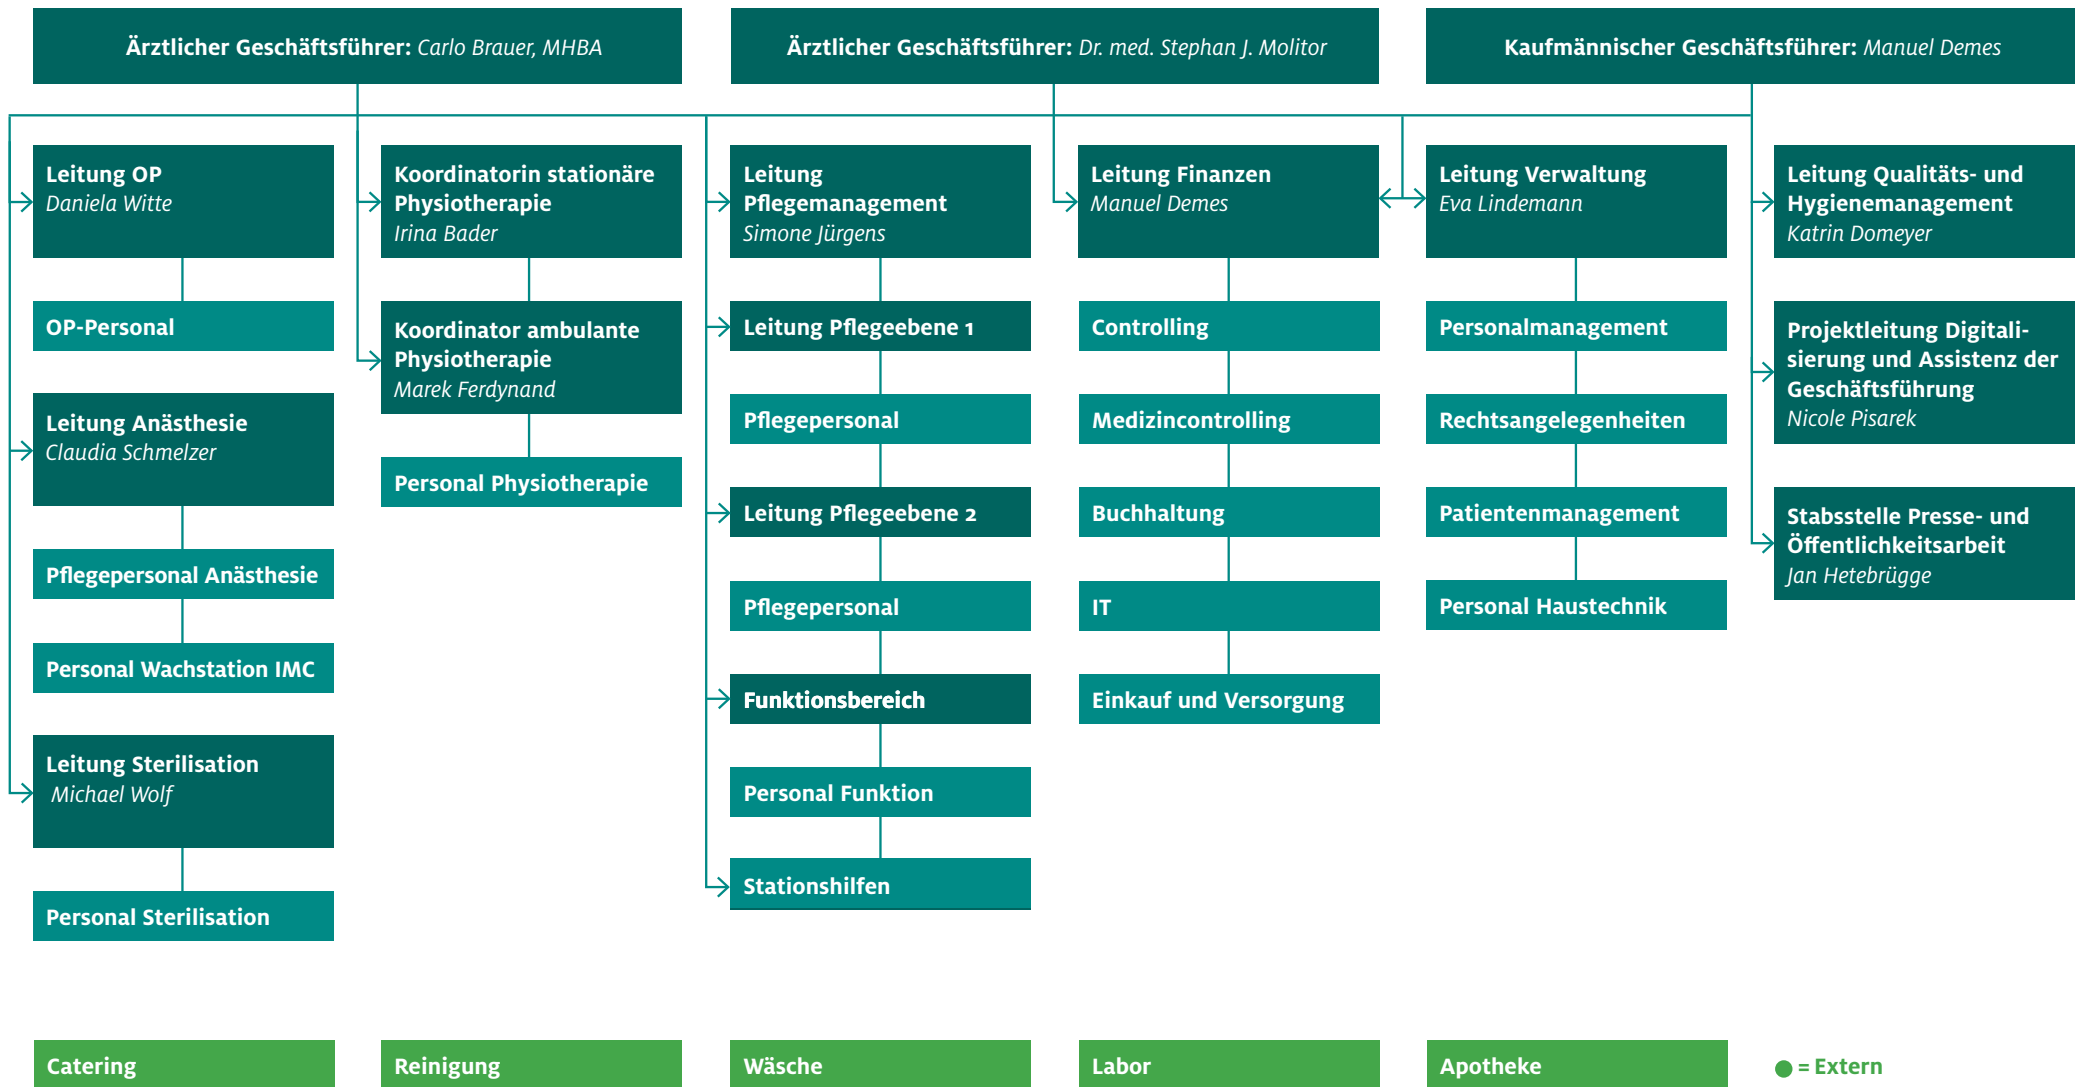 Ärztlicher Geschäftsführer: Carlo Brauer, MHBA
Ärztlicher Geschäftsführer: Dr. med. Stephan J. Molitor
Kaufmännischer Geschäftsführer: Manuel Demes
Leitung OP
Daniela Witte
OP-Personal
Leitung Anästhesie
Claudia Schmelzer
Pflegepersonal Anästhesie
Personal Wachstation IMC
Leitung Sterilisation
Michael Wolf
Personal Sterilisation
Koordinatorin stationäre
Physiotherapie
Irina Bader
Koordinator ambulante
Physiotherapie
Marek Ferdynand
Personal Physiotherapie
Leitung
Pflegemanagement
Simone Jürgens
Leitung Pflegeebene 1
Pflegepersonal
Leitung Pflegeebene 2
Pflegepersonal
Funktionsbereich
Personal Funktion
Stationshilfen
Leitung Finanzen
Manuel Demes
Controlling
Medizincontrolling
Buchhaltung
IT
Einkauf und Versorgung
Leitung Verwaltung
Eva Lindemann
Personalmanagement
Rechtsangelegenheiten
Patientenmanagement
Personal Haustechnik
Leitung Qualitäts- und
Hygienemanagement
Katrin Domeyer
Projektleitung Digitali-
sierung und Assistenz der
Geschäftsführung
Nicole Pisarek
Stabsstelle Presse- und
Öffentlichkeitsarbeit
Jan Hetebrügge
Catering
Reinigung
Wäsche
Labor
Apotheke
= Extern